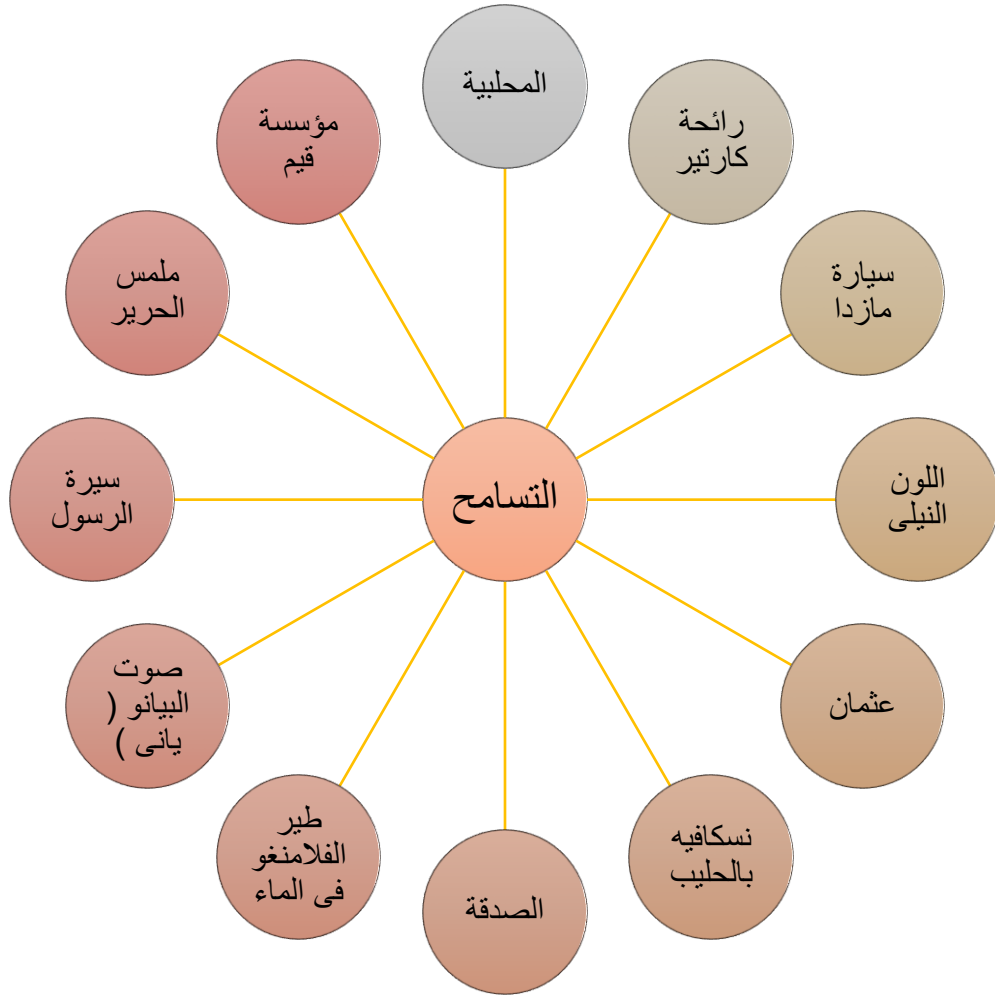 المحلبية
رائحة
كارتير
سيارة
مازدا
اللون
النيلى
عثمان
نسكافيه
بالحليب
الصدقة
طير
الفلامنغو
فى الماء
صوت
البيانو (
يانى )
سيرة
الرسول
ملمس
الحرير
مؤسسة
قيم
التسامح